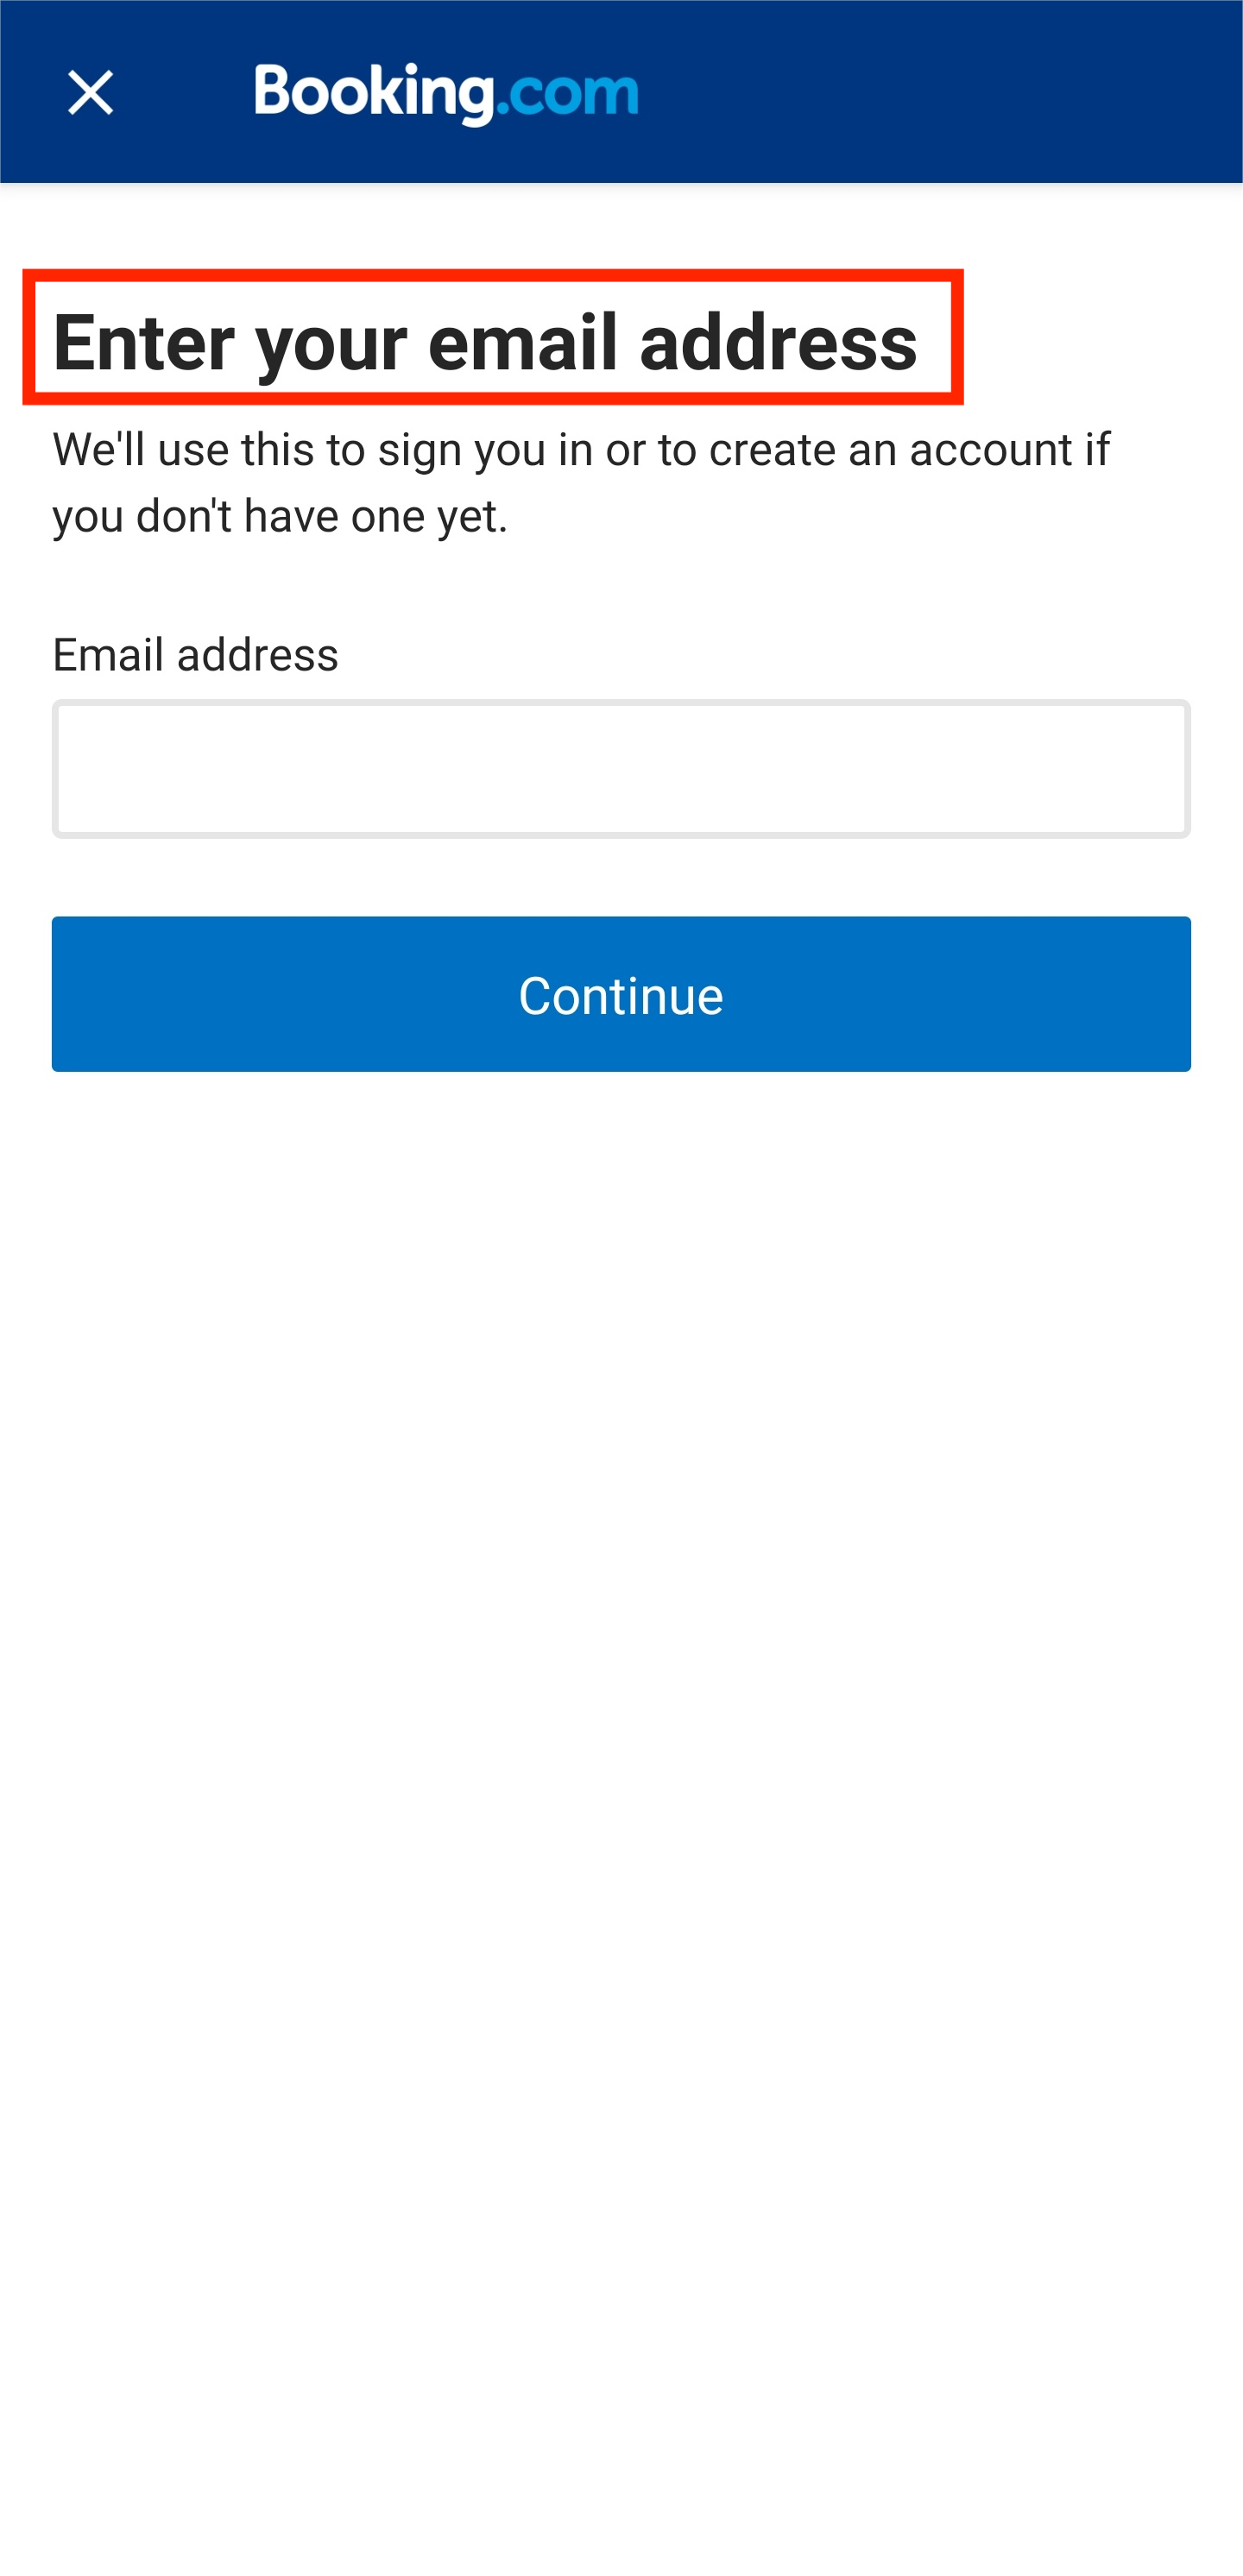 Booking.com
Enter your email address
We'll use this to sign you in or to create an account if
you don't have one yet.
Email address
Continue